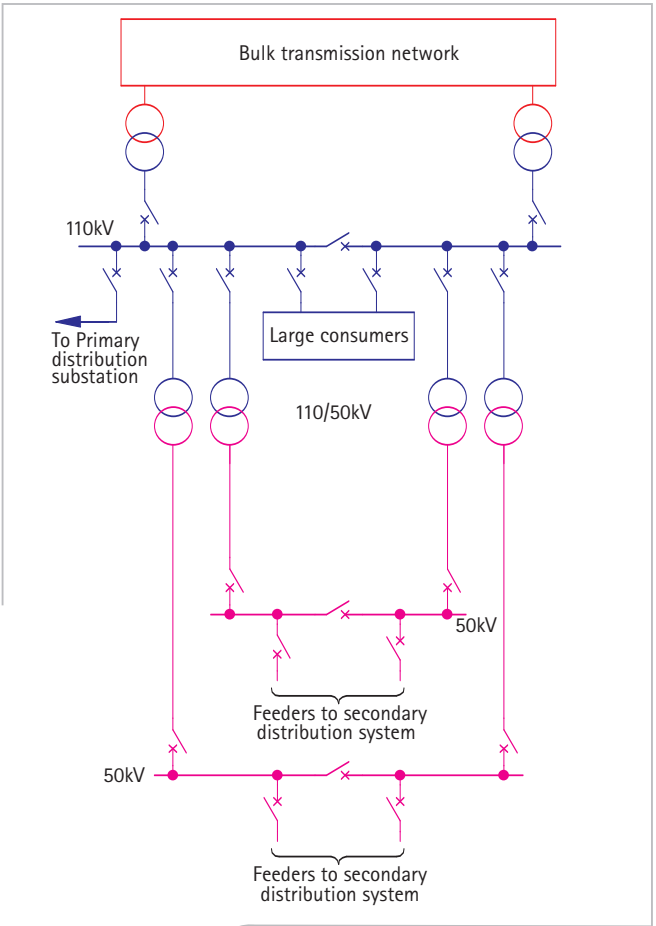 Bulk transmission network
110kV
Large consumers
To Primary
distribution
substation
110/50kV
50kV
Feeders to secondary
distribution system
50kV
Feeders to secondary
distribution system